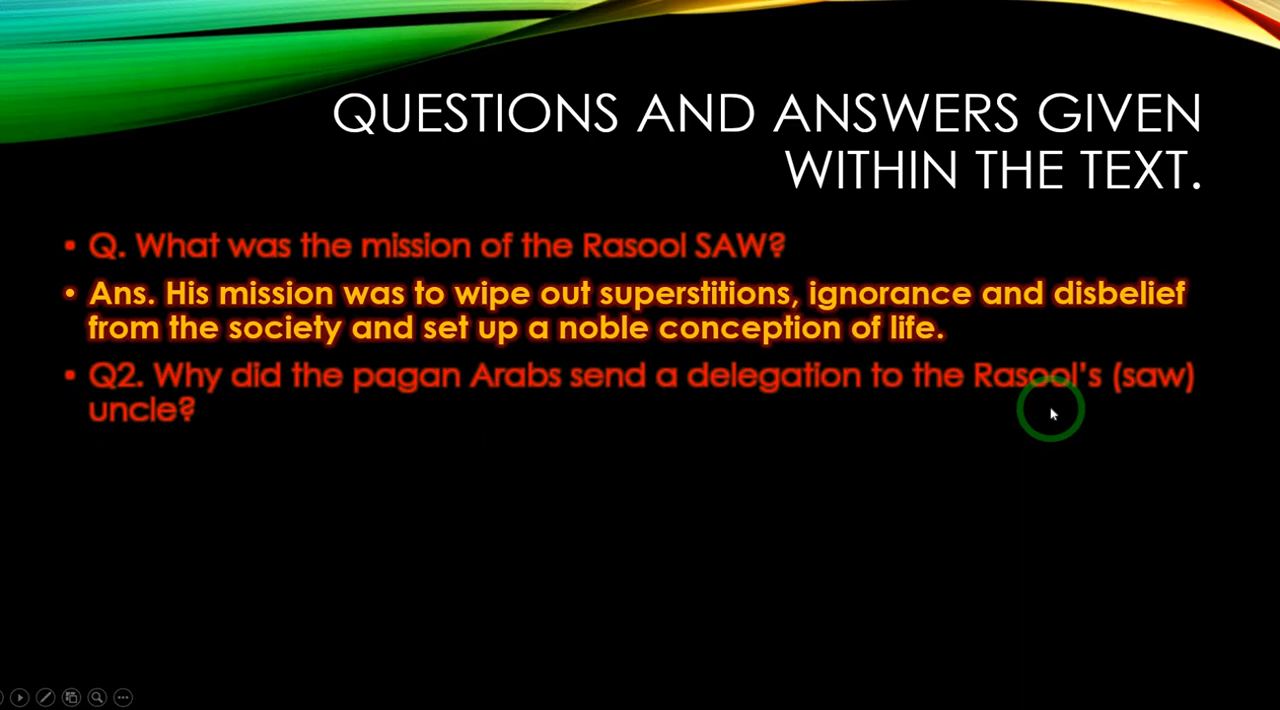 QUESTIONS AND ANSWERS GIVEN
WITHIN THE TEXT.
• Q. What was the mission of the Rasool SAW?
• Ans. His mission was to wipe out superstitions, ignorance and disbelief
from the society and set up a noble conception of life.
• Q2. Why did the pagan Arabs send a delegation to the Rasool’s (saw)
uncle?